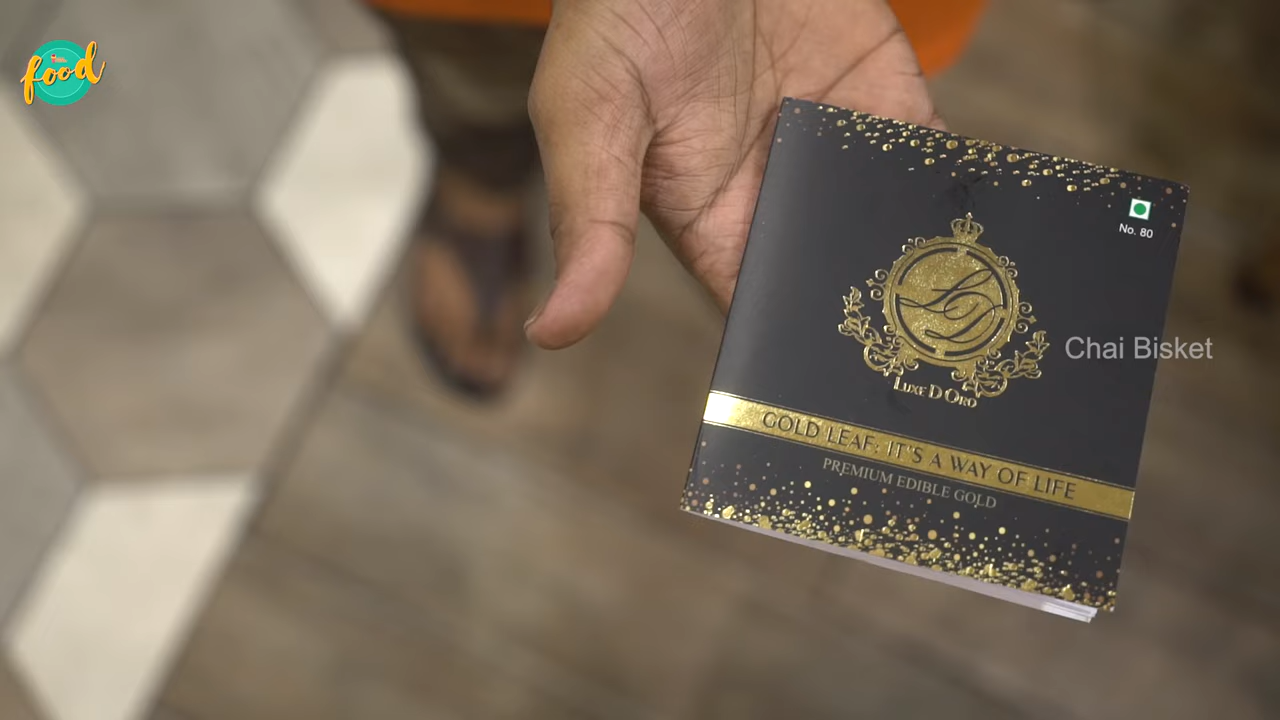 food
No. 80
LD
LUXE D ORO
Chai Bisket
GOLD LEAF: IT'S A WAY OF LIFE
PREMIUM EDIBLE GOLD